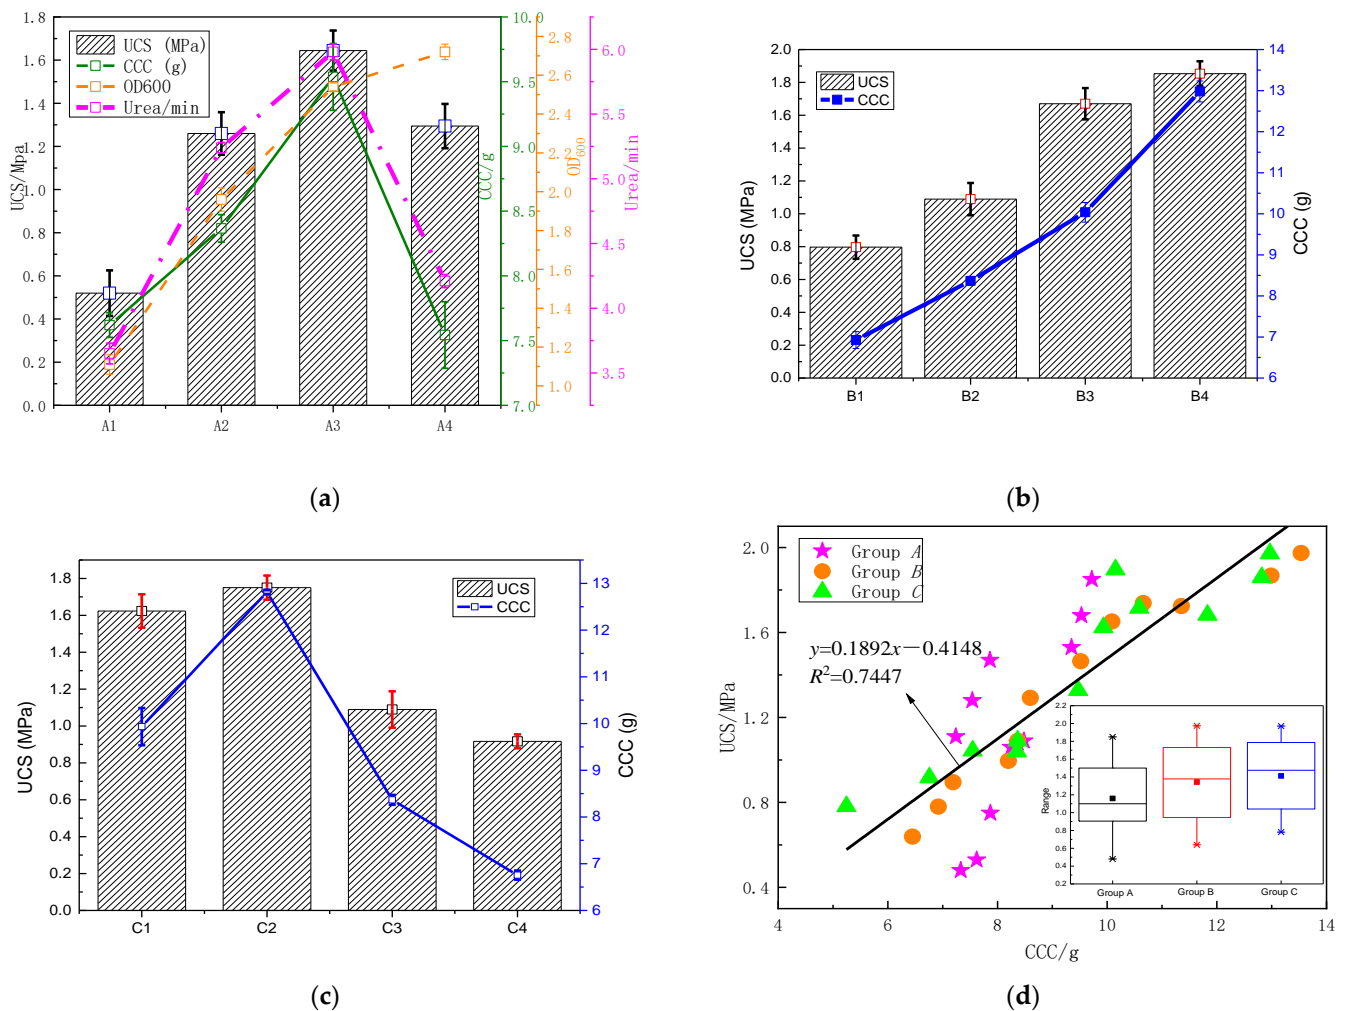 1.8
1.6
1.4
1.2
1.0
0.8
0.6
0.4
0.2
0.0
UCS/Mpa
UCS (MPa)
CCC (g)
OD600
Urea/min
A1
A2
A3
A4
10.0
9.5
9.0
8.5
8.0
7.5
7.0
CCC/g
2.8
2.6
2.4
2.2
2.0
1.8
1.6
1.4
1.2
1.0
OD600
6.0
5.5
5.0
4.5
4.0
3.5
Urea/min
(a)
2.0
1.8
1.6
1.4
1.2
1.0
0.8
0.6
0.4
0.2
0.0
UCS (MPa)
UCS
CCC
B1
B2
B3
B4
14
13
12
11
10
9
8
7
6
CCC (g)
(b)
1.8
1.6
1.4
1.2
1.0
0.8
0.6
0.4
0.2
0.0
UCS (MPa)
UCS
CCC
C1
C2
C3
C4
13
12
11
10
9
8
7
6
CCC (g)
(c)
2.0
1.6
1.2
0.8
0.4
UCS/MPa
Group A
Group B
Group C
y=0.1892x－0.4148
R²=0.7447
2.2
2.0
1.8
1.6
1.4
1.2
1.0
0.8
0.6
0.4
0.2
Range
Group A
Group B
Group C
4
6
8
10
12
14
CCC/g
(d)